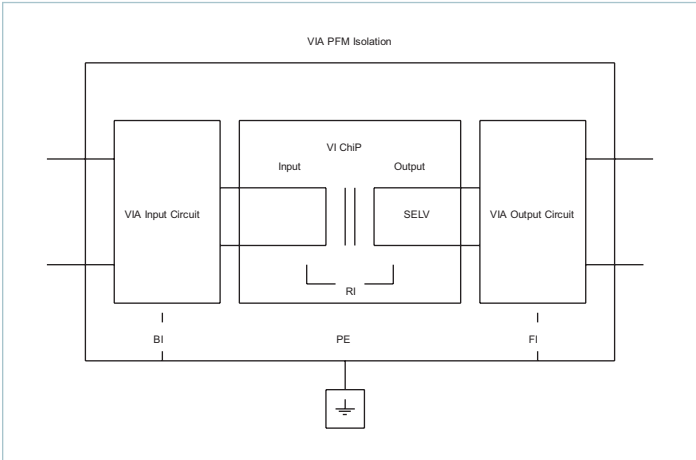 VIA PFM Isolation
VI ChiP
Input
Output
VIA Input Circuit
SELV
VIA Output Circuit
RI
BI
PE
FI